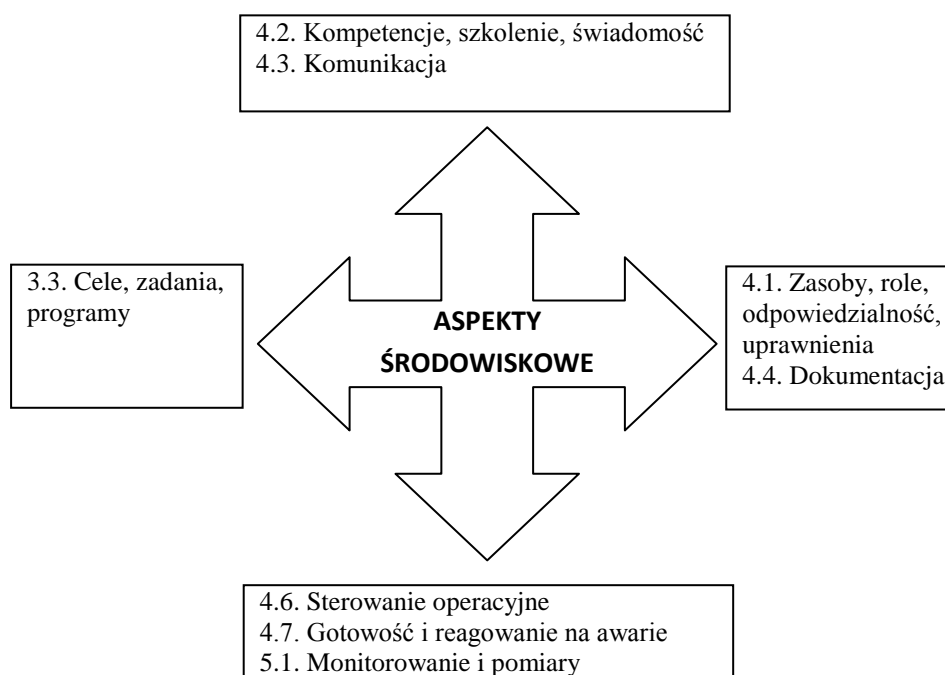 4.2. Kompetencje, szkolenie, świadomość
4.3. Komunikacja
3.3. Cele, zadania,
programy
ASPEKTY
ŚRODOWISKOWE
4.1. Zasoby, role,
odpowiedzialność,
uprawnienia
4.4. Dokumentacja
4.6. Sterowanie operacyjne
4.7. Gotowość i reagowanie na awarie
5.1. Monitorowanie i pomiary